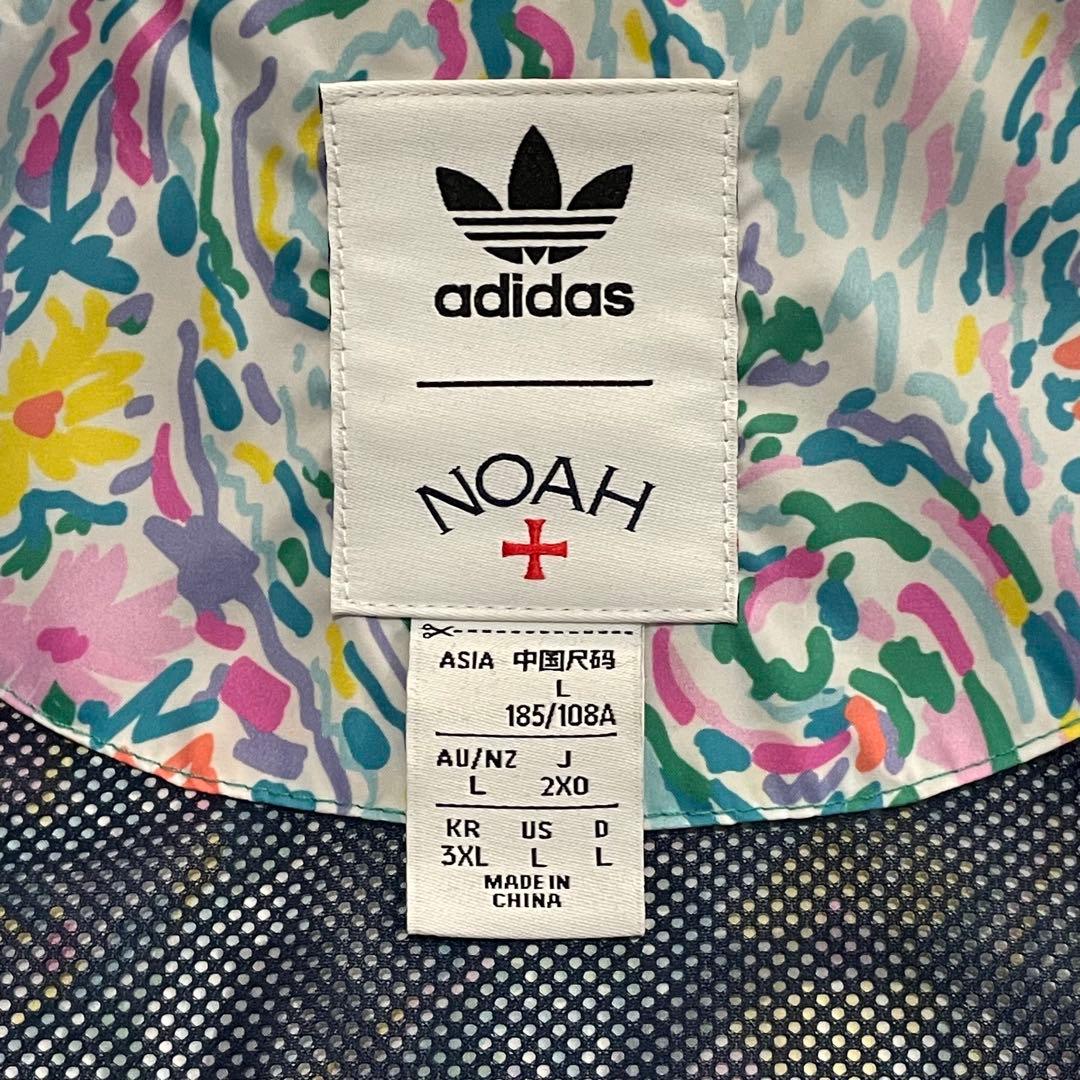 adidas
NOAH
ASIA 中国尺码
L
185/108A
AU/NZ J
L 2XO
KR US D
3XL L L
MADE IN
CHINA